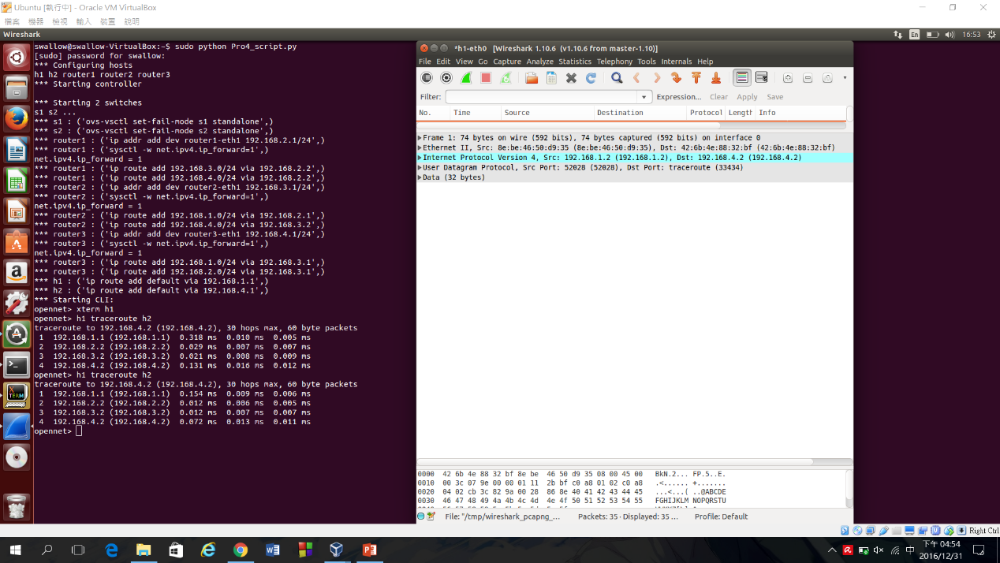 Ubuntu [執行中] - Oracle VM VirtualBox
檔案 機器 檢視 輸入 裝置 說明
Wireshark
En
16:53
swallow@swallow-VirtualBox:~$ sudo python Pro4_script.py
[sudo] password for swallow:
*** Configuring hosts
h1 h2 router1 router2 router3
*** Starting controller
*** Starting 2 switches
s1 s2 ...
*** s1 : ('ovs-vsctl set-fail-mode s1 standalone',)
*** s2 : ('ovs-vsctl set-fail-mode s2 standalone',)
*** router1 : ('ip addr add dev router1-eth1 192.168.2.1/24',)
*** router1 : ('sysctl -w net.ipv4.ip_forward=1',)
net.ipv4.ip_forward = 1
*** router1 : ('ip route add 192.168.3.0/24 via 192.168.2.2',)
*** router1 : ('ip route add 192.168.4.0/24 via 192.168.2.2',)
*** router2 : ('ip addr add dev router2-eth1 192.168.3.1/24',)
*** router2 : ('sysctl -w net.ipv4.ip_forward=1',)
net.ipv4.ip_forward = 1
*** router2 : ('ip route add 192.168.1.0/24 via 192.168.2.1',)
*** router2 : ('ip route add 192.168.4.0/24 via 192.168.3.2',)
*** router3 : ('ip addr add dev router3-eth1 192.168.4.1/24',)
*** router3 : ('sysctl -w net.ipv4.ip_forward=1',)
net.ipv4.ip_forward = 1
*** router3 : ('ip route add 192.168.1.0/24 via 192.168.3.1',)
*** router3 : ('ip route add 192.168.2.0/24 via 192.168.3.1',)
*** h1 : ('ip route add default via 192.168.1.1',)
*** h2 : ('ip route add default via 192.168.4.1',)
*** Starting CLI:
opennet> xterm h1
opennet> h1 traceroute h2
traceroute to 192.168.4.2 (192.168.4.2), 30 hops max, 60 byte packets
1 192.168.1.1 (192.168.1.1) 0.318 ms 0.010 ms 0.005 ms
2 192.168.2.2 (192.168.2.2) 0.029 ms 0.007 ms 0.007 ms
3 192.168.3.2 (192.168.3.2) 0.021 ms 0.008 ms 0.009 ms
4 192.168.4.2 (192.168.4.2) 0.131 ms 0.016 ms 0.012 ms
opennet> h1 traceroute h2
traceroute to 192.168.4.2 (192.168.4.2), 30 hops max, 60 byte packets
1 192.168.1.1 (192.168.1.1) 0.154 ms 0.009 ms 0.006 ms
2 192.168.2.2 (192.168.2.2) 0.012 ms 0.006 ms 0.005 ms
3 192.168.3.2 (192.168.3.2) 0.012 ms 0.007 ms 0.007 ms
4 192.168.4.2 (192.168.4.2) 0.072 ms 0.013 ms 0.011 ms
opennet>
*h1-eth0 [Wireshark 1.10.6 (v1.10.6 from master-1.10)]
File Edit View Go Capture Analyze Statistics Telephony Tools Internals Help
Filter: Expression... Clear Apply Save
No. Time Source Destination Protocol Length Info
Frame 1: 74 bytes on wire (592 bits), 74 bytes captured (592 bits) on interface 0
Ethernet II, Src: 8e:be:46:50:d9:35 (8e:be:46:50:d9:35), Dst: 42:6b:4e:88:32:bf (42:6b:4e:88:32:bf)
Internet Protocol Version 4, Src: 192.168.1.2 (192.168.1.2), Dst: 192.168.4.2 (192.168.4.2)
User Datagram Protocol, Src Port: 52028 (52028), Dst Port: traceroute (33434)
Data (32 bytes)
0000 42 6b 4e 88 32 bf 8e be 46 50 d9 35 08 00 45 00 BkN.2... FP.5..E.
0010 00 3c 07 9e 00 00 01 11 2b bf c0 a8 01 02 c0 a8 .<...... +.......
0020 04 02 cb 3c 82 9a 00 28 86 8e 40 41 42 43 44 45 ...<...( ..@ABCDE
0030 46 47 48 49 4a 4b 4c 4d 4e 4f 50 51 52 53 54 55 FGHIJKLM NOPQRSTU
File: "/tmp/wireshark_pcapng_... Packets: 35 · Displayed: 35 ... Profile: Default
Right Ctrl
中
下午 04:54
2016/12/31